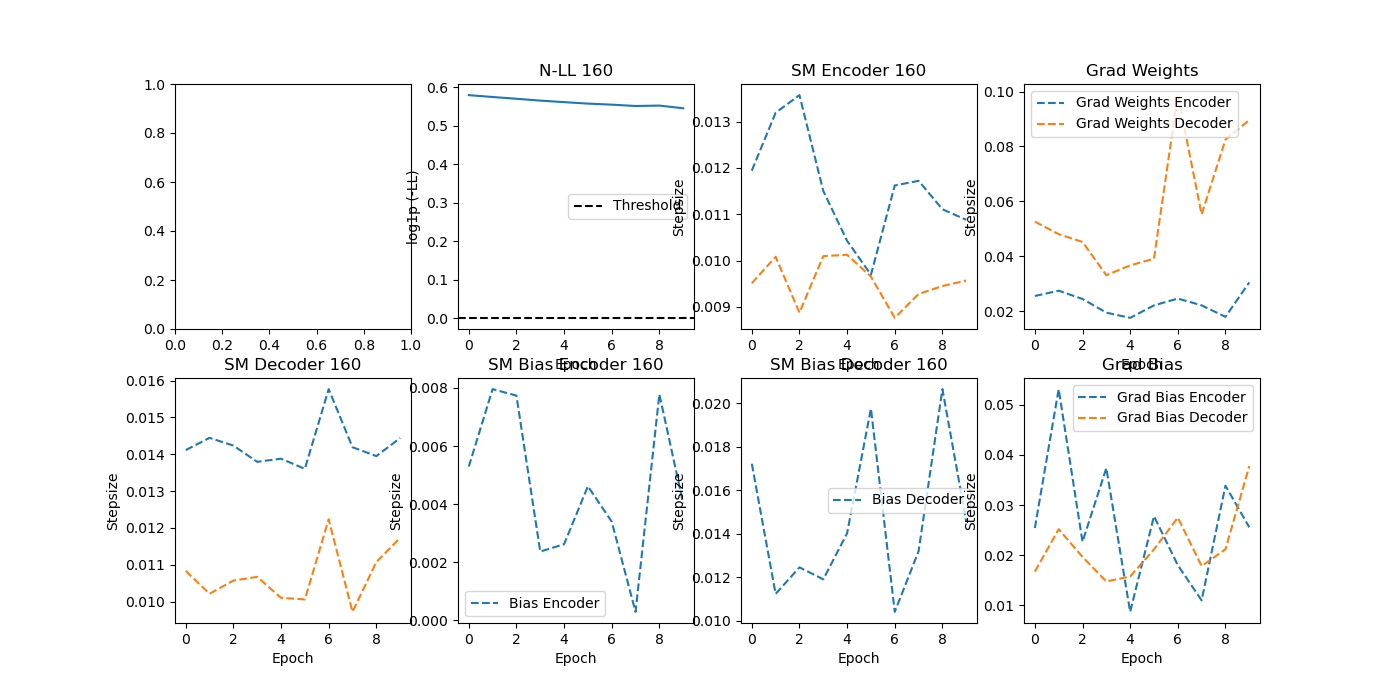 N-LL 160
SM Encoder 160
Grad Weights
1.0
0.8
0.6
0.4
0.2
0.0
0.0 0.2 0.4 0.6 0.8 1.0
log1p (-LL)
0.6
0.5
0.4
0.3
0.2
0.1
0.0
Threshold
0 2 4 6 8
Epoch
Stepsize
0.013
0.012
0.011
0.010
0.009
0 2 4 6 8
Epoch
Stepsize
0.10
0.08
0.06
0.04
0.02
Grad Weights Encoder
Grad Weights Decoder
0 2 4 6 8
Epoch
SM Decoder 160
SM Bias Encoder 160
SM Bias Decoder 160
Grad Bias
Stepsize
0.016
0.015
0.014
0.013
0.012
0.011
0.010
0 2 4 6 8
Epoch
Stepsize
0.008
0.006
0.004
0.002
0.000
Bias Encoder
0 2 4 6 8
Epoch
Stepsize
0.020
0.018
0.016
0.014
0.012
0.010
Bias Decoder
0 2 4 6 8
Epoch
Stepsize
0.05
0.04
0.03
0.02
0.01
Grad Bias Encoder
Grad Bias Decoder
0 2 4 6 8
Epoch